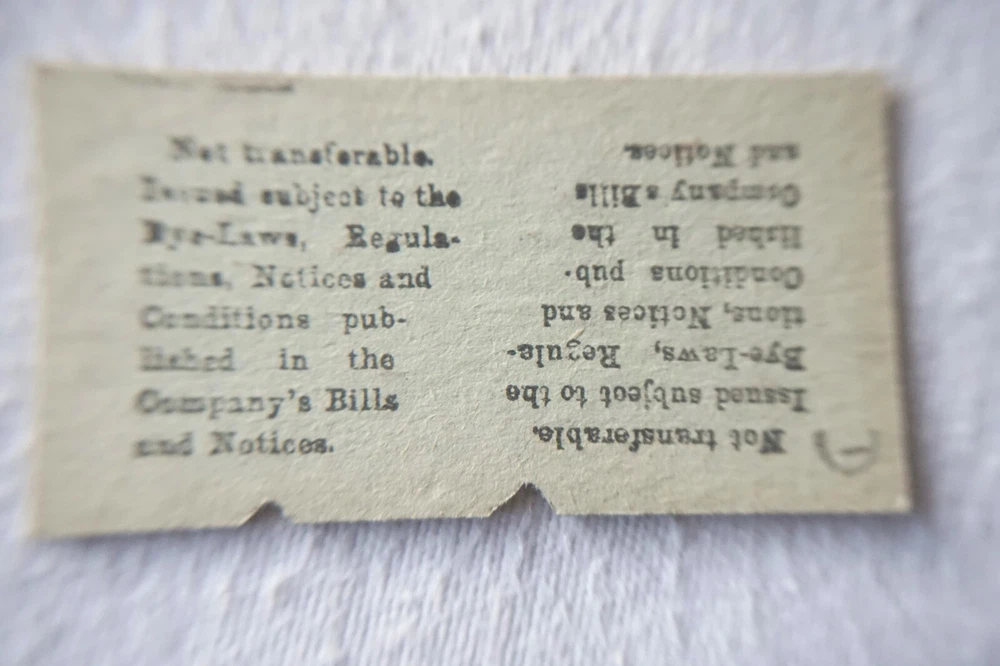 Not transferable.
Issued subject to the
Bye-Laws, Regula-
tions, Notices and
Conditions pub-
lished in the
Company's Bills
and Notices.
Not transferable.
Issued subject to the
Bye-Laws, Regula-
tions, Notices and
Conditions pub-
lished in the
Company's Bills
and Notices.